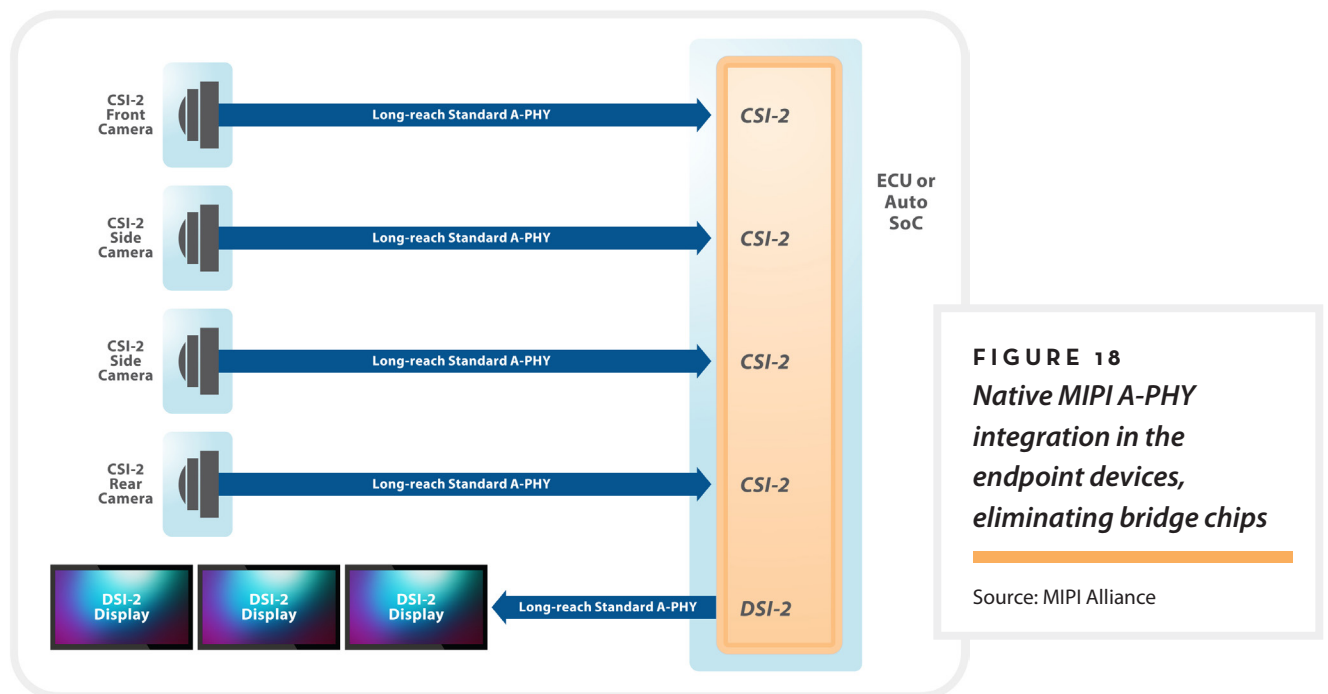 CSI-2
Front
Camera
Long-reach Standard A-PHY
CSI-2
CSI-2
Side
Camera
Long-reach Standard A-PHY
CSI-2
CSI-2
Side
Camera
Long-reach Standard A-PHY
CSI-2
CSI-2
Rear
Camera
Long-reach Standard A-PHY
CSI-2
DSI-2
Display
DSI-2
Display
DSI-2
Display
Long-reach Standard A-PHY
DSI-2
ECU or
Auto
SoC
FIGURE 18
Native MIPI A-PHY
integration in the
endpoint devices,
eliminating bridge chips
Source: MIPI Alliance